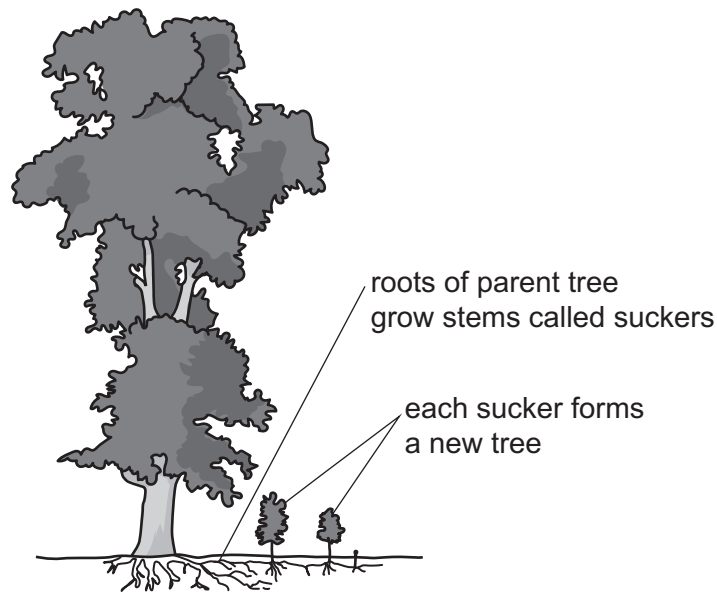 roots of parent tree
grow stems called suckers
each sucker forms
a new tree